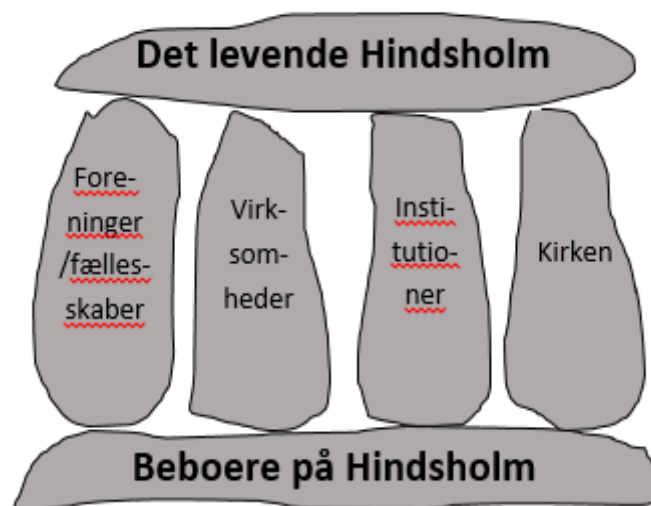 Det levende Hindsholm
Fore-
ninger
/fælles-
skaber
Virk-
som-
heder
Insti-
tutio-
ner
Kirken
Beboere på Hindsholm